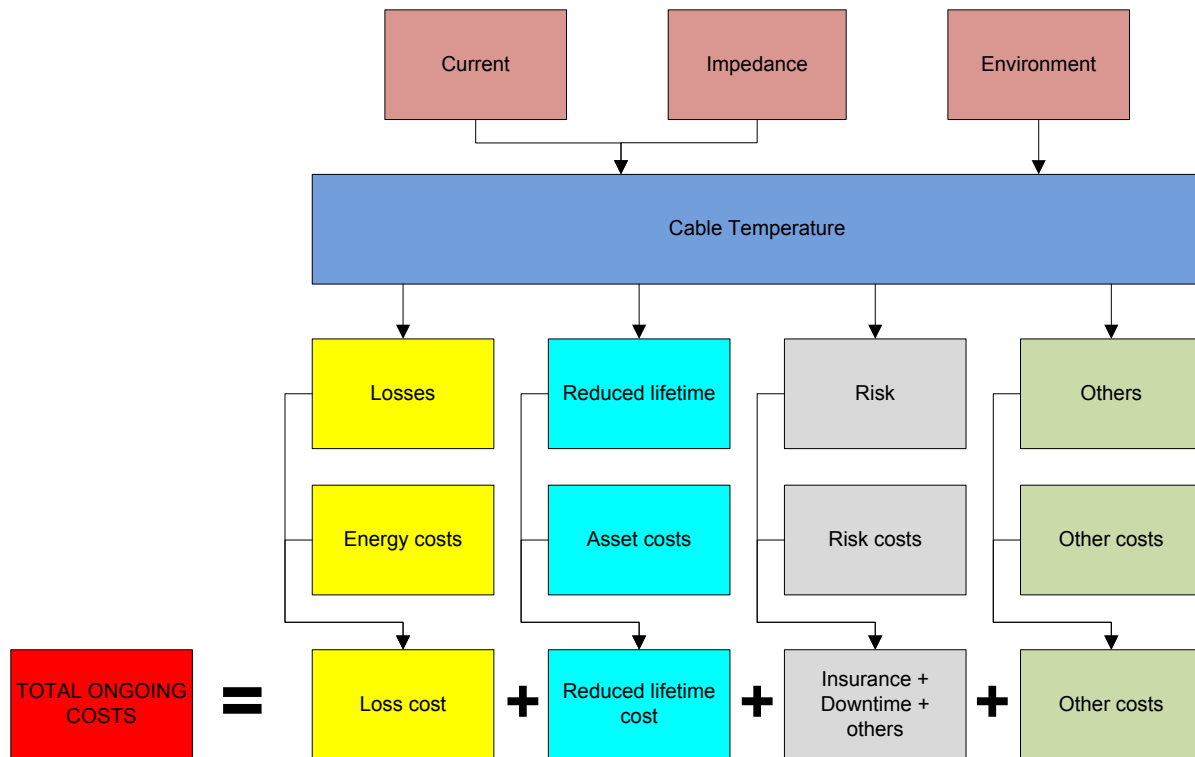 Current
Impedance
Environment
Cable Temperature
Losses
Reduced lifetime
Risk
Others
Energy costs
Asset costs
Risk costs
Other costs
TOTAL ONGOING
COSTS
=
Loss cost
+
Reduced lifetime
cost
+
Insurance +
Downtime +
others
+
Other costs